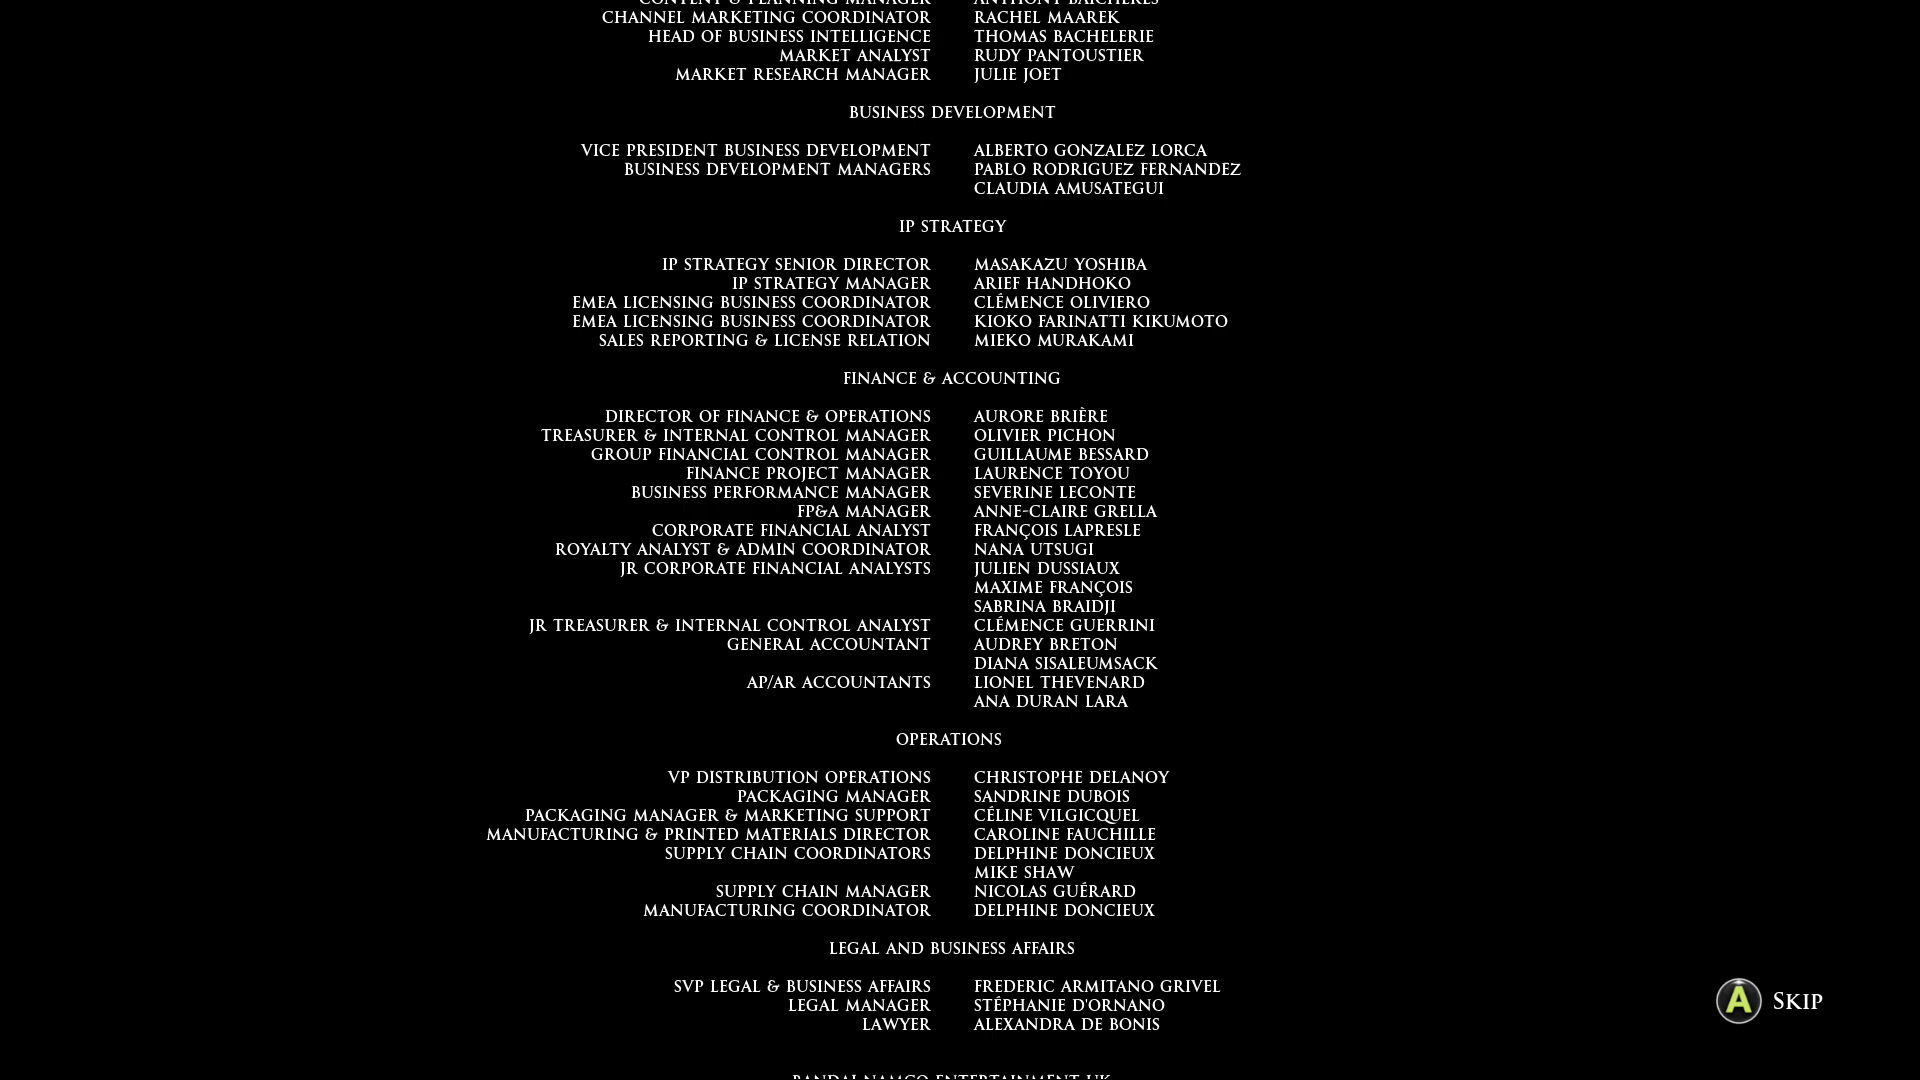 CONTENT & PLANNING MANAGER ANTHONY BAICHERES
CHANNEL MARKETING COORDINATOR RACHEL MAAREK
HEAD OF BUSINESS INTELLIGENCE THOMAS BACHELERIE
MARKET ANALYST RUDY PANTOUSTIER
MARKET RESEARCH MANAGER JULIE JOET
BUSINESS DEVELOPMENT
VICE PRESIDENT BUSINESS DEVELOPMENT ALBERTO GONZALEZ LORCA
BUSINESS DEVELOPMENT MANAGERS PABLO RODRIGUEZ FERNANDEZ
CLAUDIA AMUSATEGUI
IP STRATEGY
IP STRATEGY SENIOR DIRECTOR MASAKAZU YOSHIBA
IP STRATEGY MANAGER ARIEF HANDHOKO
EMEA LICENSING BUSINESS COORDINATOR CLÉMENCE OLIVIERO
EMEA LICENSING BUSINESS COORDINATOR KIOKO FARINATTI KIKUMOTO
SALES REPORTING & LICENSE RELATION MIEKO MURAKAMI
FINANCE & ACCOUNTING
DIRECTOR OF FINANCE & OPERATIONS AURORE BRIÈRE
TREASURER & INTERNAL CONTROL MANAGER OLIVIER PICHON
GROUP FINANCIAL CONTROL MANAGER GUILLAUME BESSARD
FINANCE PROJECT MANAGER LAURENCE TOYOU
BUSINESS PERFORMANCE MANAGER SEVERINE LECONTE
FP&A MANAGER ANNE-CLAIRE GRELLA
CORPORATE FINANCIAL ANALYST FRANÇOIS LAPRESLE
ROYALTY ANALYST & ADMIN COORDINATOR NANA UTSUGI
JR CORPORATE FINANCIAL ANALYSTS JULIEN DUSSIAUX
MAXIME FRANÇOIS
SABRINA BRAIDJI
JR TREASURER & INTERNAL CONTROL ANALYST CLÉMENCE GUERRINI
GENERAL ACCOUNTANT AUDREY BRETON
DIANA SISALEUMSACK
AP/AR ACCOUNTANTS LIONEL THEVENARD
ANA DURAN LARA
OPERATIONS
VP DISTRIBUTION OPERATIONS CHRISTOPHE DELANOY
PACKAGING MANAGER SANDRINE DUBOIS
PACKAGING MANAGER & MARKETING SUPPORT CÉLINE VILGICQUEL
MANUFACTURING & PRINTED MATERIALS DIRECTOR CAROLINE FAUCHILLE
SUPPLY CHAIN COORDINATORS DELPHINE DONCIEUX
MIKE SHAW
SUPPLY CHAIN MANAGER NICOLAS GUÉRARD
MANUFACTURING COORDINATOR DELPHINE DONCIEUX
LEGAL AND BUSINESS AFFAIRS
SVP LEGAL & BUSINESS AFFAIRS FREDERIC ARMITANO GRIVEL
LEGAL MANAGER STÉPHANIE D'ORNANO
LAWYER ALEXANDRA DE BONIS
A SKIP
BANDAI NAMCO ENTERTAINMENT UK